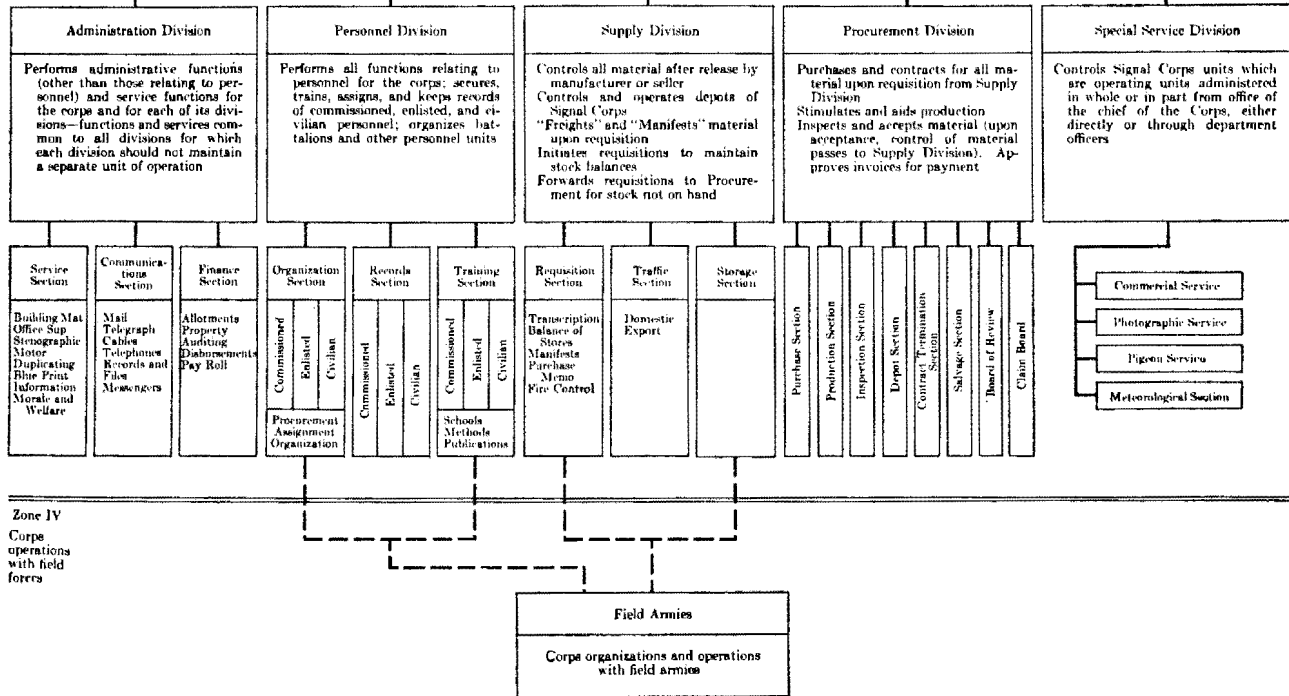 Administration Division
Performs administrative functions
(other than those relating to per-
sonnel) and service functions for
the corps and for each of its divi-
sions—functions and services com-
mon to all divisions for which
each division should not maintain
a separate unit of operation
Personnel Division
Performs all functions relating to
personnel for the corps; secures,
trains, assigns, and keeps records
of commissioned, enlisted, and ci-
vilian personnel; organizes bat-
talions and other personnel units
Supply Division
Controls all material after release by
manufacturer or seller
Controls and operates depots of
Signal Corps
"Freights" and "Manifests" material
upon requisition
Initiates requisitions to maintain
stock balances
Forwards requisitions to Procure-
ment for stock not on hand
Procurement Division
Purchases and contracts for all ma-
terial upon requisition from Supply
Division
Stimulates and aids production
Inspects and accepts material (upon
acceptance, control of material
passes to Supply Division). Ap-
proves invoices for payment
Special Service Division
Controls Signal Corps units which
are operating units administered
in whole or in part from office of
the chief of the Corps, either
directly or through department
officers
Service
Section
Building Mat
Office Sup
Stenographic
Motor
Duplicating
Blue Print
Information
Morale and
Welfare
Communica-
tions
Section
Mail
Telegraph
Cables
Telephones
Records and
Files
Messengers
Finance
Section
Allotments
Property
Auditing
Disbursements
Pay Roll
Organization
Section
Commissioned
Enlisted
Civilian
Procurement
Assignment
Organization
Records
Section
Commissioned
Enlisted
Civilian
Training
Section
Commissioned
Enlisted
Civilian
Schools
Methods
Publications
Requisition
Section
Transcription
Balance of
Stores
Manifests
Purchase
Memo
Fire Control
Traffic
Section
Domestic
Export
Storage
Section
Purchase Section
Production Section
Inspection Section
Depot Section
Contract Termination
Section
Salvage Section
Board of Review
Claim Board
Commercial Service
Photographic Service
Pigeon Service
Meteorological Section
Zone IV
Corps
operations
with field
forces
Field Armies
Corps organizations and operations
with field armies